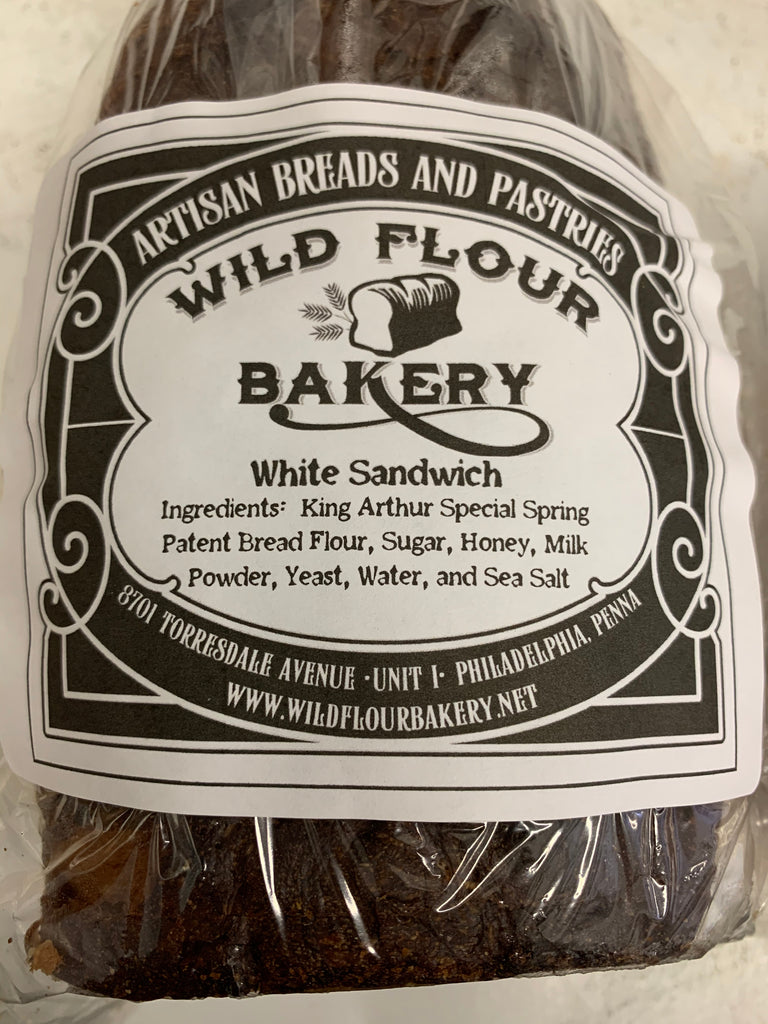 ARTISAN BREADS AND PASTRIES
WILD FLOUR
BAKERY
White Sandwich
Ingredients: King Arthur Special Spring
Patent Bread Flour, Sugar, Honey, Milk
Powder, Yeast, Water, and Sea Salt
8701 TORRESDALE AVENUE · UNIT I · PHILADELPHIA, PENNA
WWW.WILDFLOURBAKERY.NET